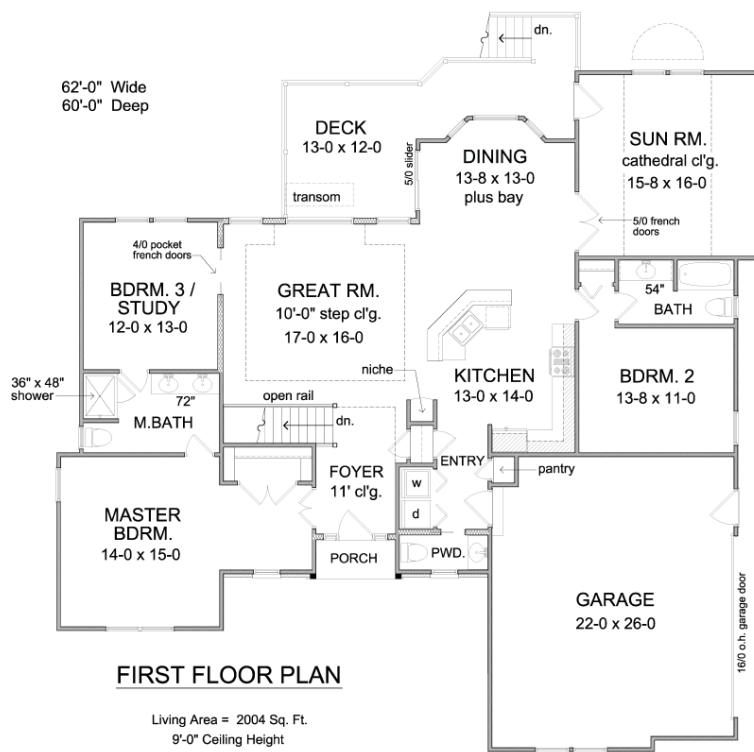 62'-0" Wide
60'-0" Deep
dn.
DECK
13-0 x 12-0
transom
5/0 slider
DINING
13-8 x 13-0
plus bay
SUN RM.
cathedral cl'g.
15-8 x 16-0
5/0 french
doors
4/0 pocket
french doors
BDRM. 3 /
STUDY
12-0 x 13-0
GREAT RM.
10'-0" step cl'g.
17-0 x 16-0
54"
BATH
36" x 48"
shower
72"
M.BATH
niche
KITCHEN
13-0 x 14-0
BDRM. 2
13-8 x 11-0
open rail
dn.
FOYER
11' cl'g.
ENTRY
pantry
w
d
MASTER
BDRM.
14-0 x 15-0
PORCH
PWD.
GARAGE
22-0 x 26-0
16/0 o.h. garage door
FIRST FLOOR PLAN
Living Area = 2004 Sq. Ft.
9'-0" Ceiling Height